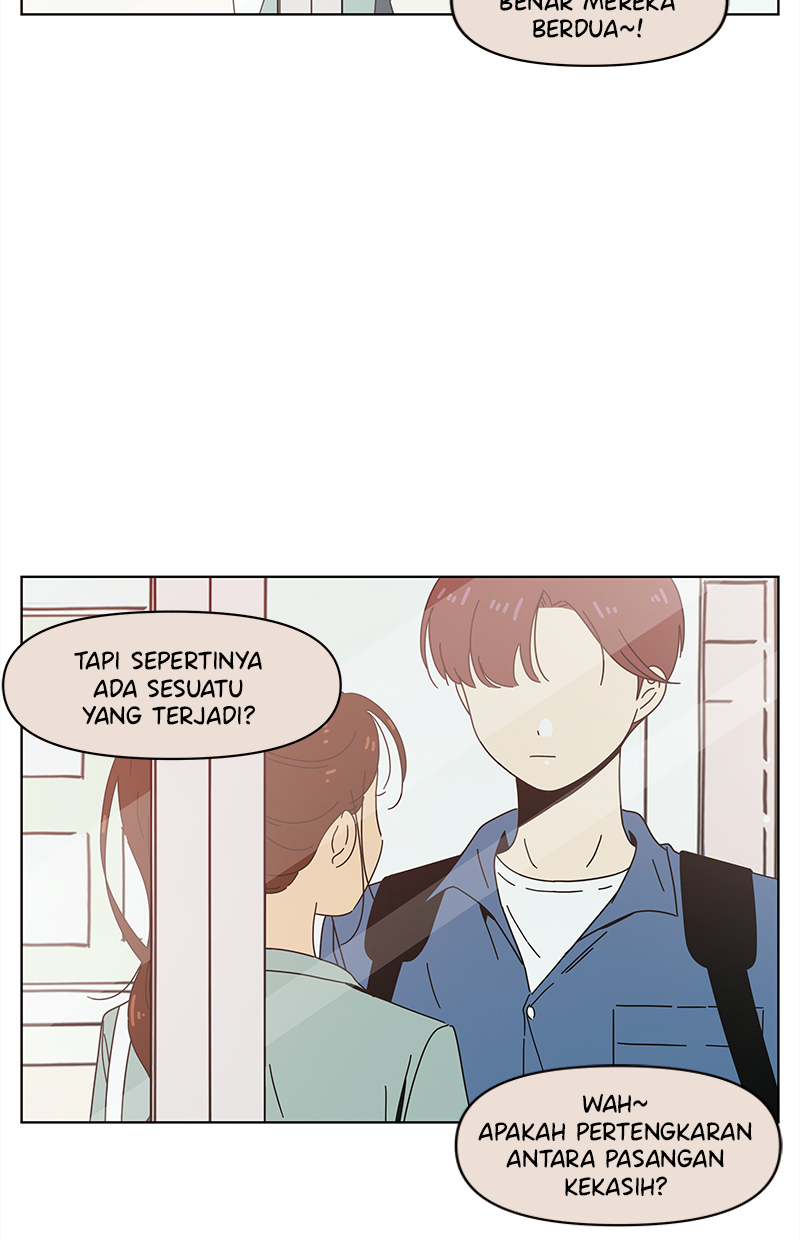 BENAR MEREKA
BERDUA~!
TAPI SEPERTINYA
ADA SESUATU
YANG TERJADI?
WAH~
APAKAH PERTENGKARAN
ANTARA PASANGAN
KEKASIH?